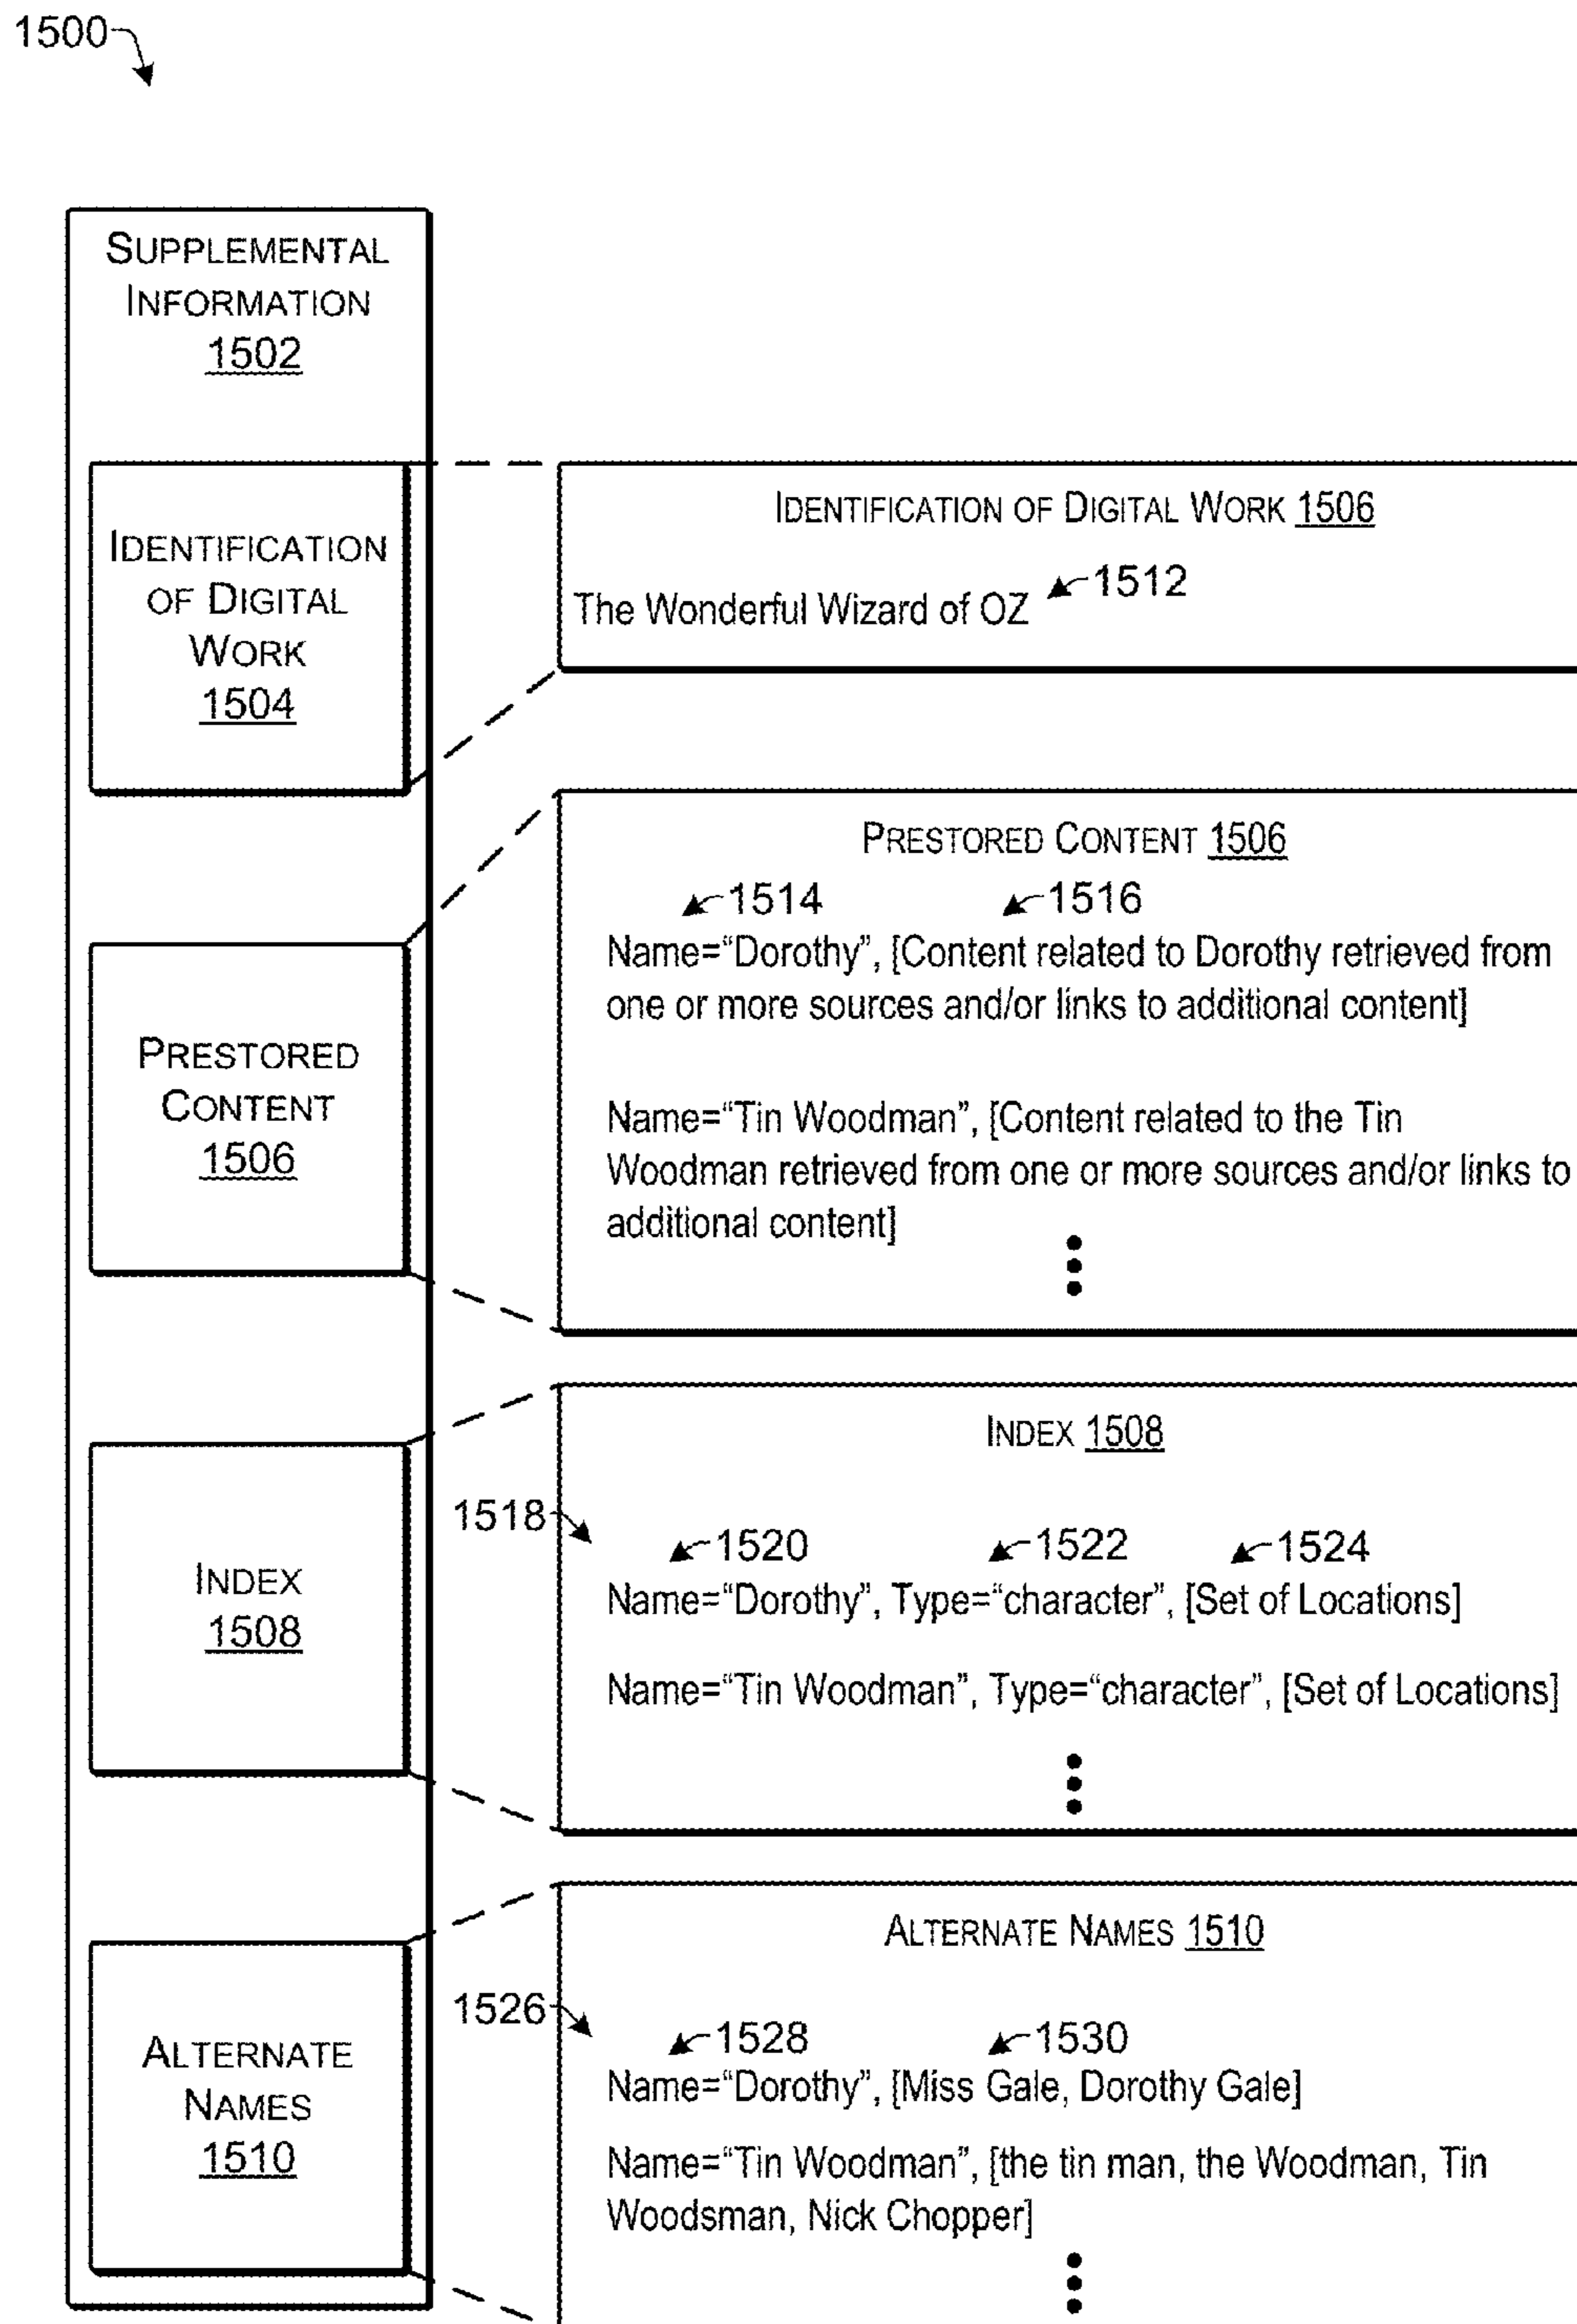 1500
SUPPLEMENTAL
INFORMATION
1502
IDENTIFICATION
OF DIGITAL
WORK
1504
IDENTIFICATION OF DIGITAL WORK 1506
The Wonderful Wizard of OZ 1512
PRESTORED
CONTENT
1506
PRESTORED CONTENT 1506
1514 1516
Name="Dorothy", [Content related to Dorothy retrieved from
one or more sources and/or links to additional content]
Name="Tin Woodman", [Content related to the Tin
Woodman retrieved from one or more sources and/or links to
additional content]
INDEX
1508
INDEX 1508
1518
1520 1522 1524
Name="Dorothy", Type="character", [Set of Locations]
Name="Tin Woodman", Type="character", [Set of Locations]
ALTERNATE
NAMES
1510
ALTERNATE NAMES 1510
1526
1528 1530
Name="Dorothy", [Miss Gale, Dorothy Gale]
Name="Tin Woodman", [the tin man, the Woodman, Tin
Woodsman, Nick Chopper]